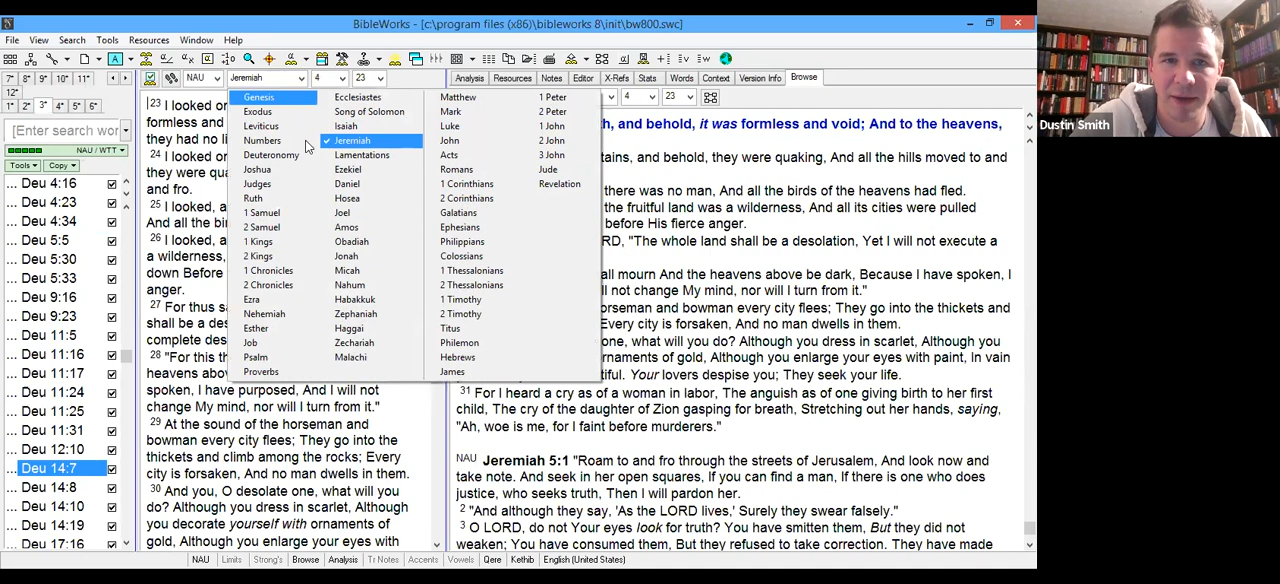 BibleWorks - [c:\program files (x86)\bibleworks 8\init\bw800.swc]
File View Search Tools Resources Window Help
7° 8° 9° 10° 11°
12°
1° 2° 3° 4° 5° 6°
[Enter search wor
NAU / WTT
Tools Copy
... Deu 4:16
... Deu 4:23
... Deu 4:34
... Deu 5:5
... Deu 5:30
... Deu 5:33
... Deu 9:16
... Deu 9:23
... Deu 11:5
... Deu 11:16
... Deu 11:17
... Deu 11:24
... Deu 11:25
... Deu 11:31
... Deu 12:10
... Deu 14:7
... Deu 14:8
... Deu 14:10
... Deu 14:19
... Deu 17:16
NAU Jeremiah 4 23
[23 I looked or
formless and
they had no li
24 I looked or
they were qua
and fro.
25 I looked, a
And all the bir
26 I looked, a
a wilderness,
down Before
anger.
27 For thus sa
shall be a des
complete dest
28 "For this th
heavens abov
spoken, I have purposed, And I will not
change My mind, nor will I turn from it."
29 At the sound of the horseman and
bowman every city flees; They go into the
thickets and climb among the rocks; Every
city is forsaken, And no man dwells in them.
30 And you, O desolate one, what will you
do? Although you dress in scarlet, Although
you decorate yourself with ornaments of
gold, Although you enlarge your eyes with
Genesis
Exodus
Leviticus
Numbers
Deuteronomy
Joshua
Judges
Ruth
1 Samuel
2 Samuel
1 Kings
2 Kings
1 Chronicles
2 Chronicles
Ezra
Nehemiah
Esther
Job
Psalm
Proverbs
Ecclesiastes
Song of Solomon
Isaiah
Jeremiah
Lamentations
Ezekiel
Daniel
Hosea
Joel
Amos
Obadiah
Jonah
Micah
Nahum
Habakkuk
Zephaniah
Haggai
Zechariah
Malachi
Matthew
Mark
Luke
John
Acts
Romans
1 Corinthians
2 Corinthians
Galatians
Ephesians
Philippians
Colossians
1 Thessalonians
2 Thessalonians
1 Timothy
2 Timothy
Titus
Philemon
Hebrews
James
1 Peter
2 Peter
1 John
2 John
3 John
Jude
Revelation
Analysis Resources Notes Editor X-Refs Stats Words Context Version Info Browse
4 23
h, and behold, it was formless and void; And to the heavens,
tains, and behold, they were quaking, And all the hills moved to and
there was no man, And all the birds of the heavens had fled.
the fruitful land was a wilderness, And all its cities were pulled
before His fierce anger.
RD, "The whole land shall be a desolation, Yet I will not execute a
all mourn And the heavens above be dark, Because I have spoken, I
ill not change My mind, nor will I turn from it."
rseman and bowman every city flees; They go into the thickets and
Every city is forsaken, And no man dwells in them.
one, what will you do? Although you dress in scarlet, Although you
rnaments of gold, Although you enlarge your eyes with paint, In vain
tiful. Your lovers despise you; They seek your life.
31 For I heard a cry as of a woman in labor, The anguish as of one giving birth to her first
child, The cry of the daughter of Zion gasping for breath, Stretching out her hands, saying,
"Ah, woe is me, for I faint before murderers."
NAU Jeremiah 5:1 "Roam to and fro through the streets of Jerusalem, And look now and
take note. And seek in her open squares, If you can find a man, If there is one who does
justice, who seeks truth, Then I will pardon her.
2 "And although they say, 'As the LORD lives,' Surely they swear falsely."
3 O LORD, do not Your eyes look for truth? You have smitten them, But they did not
weaken; You have consumed them, But they refused to take correction. They have made
NAU Limits Strong's Browse Analysis Tr Notes Accents Vowels Qere Kethib English (United States)
Dustin Smith